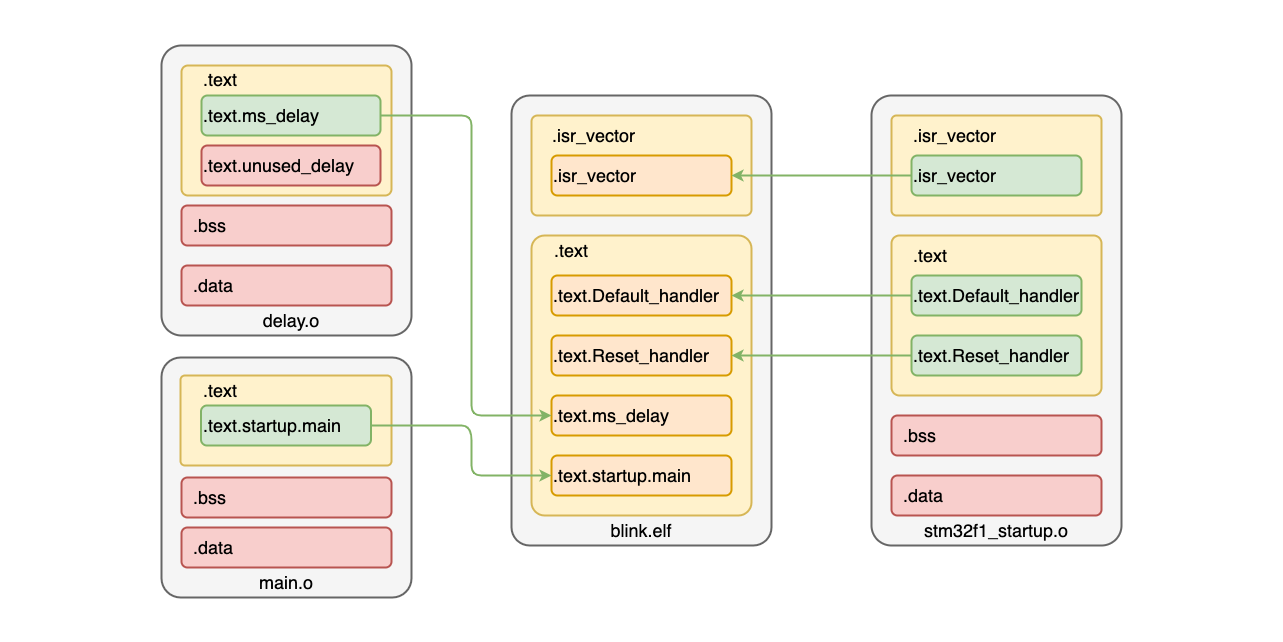 .text
.text.ms_delay
.text.unused_delay
.bss
.data
delay.o
.text
.text.startup.main
.bss
.data
main.o
.isr_vector
.isr_vector
.text
.text.Default_handler
.text.Reset_handler
.text.ms_delay
.text.startup.main
blink.elf
.isr_vector
.isr_vector
.text
.text.Default_handler
.text.Reset_handler
.bss
.data
stm32f1_startup.o